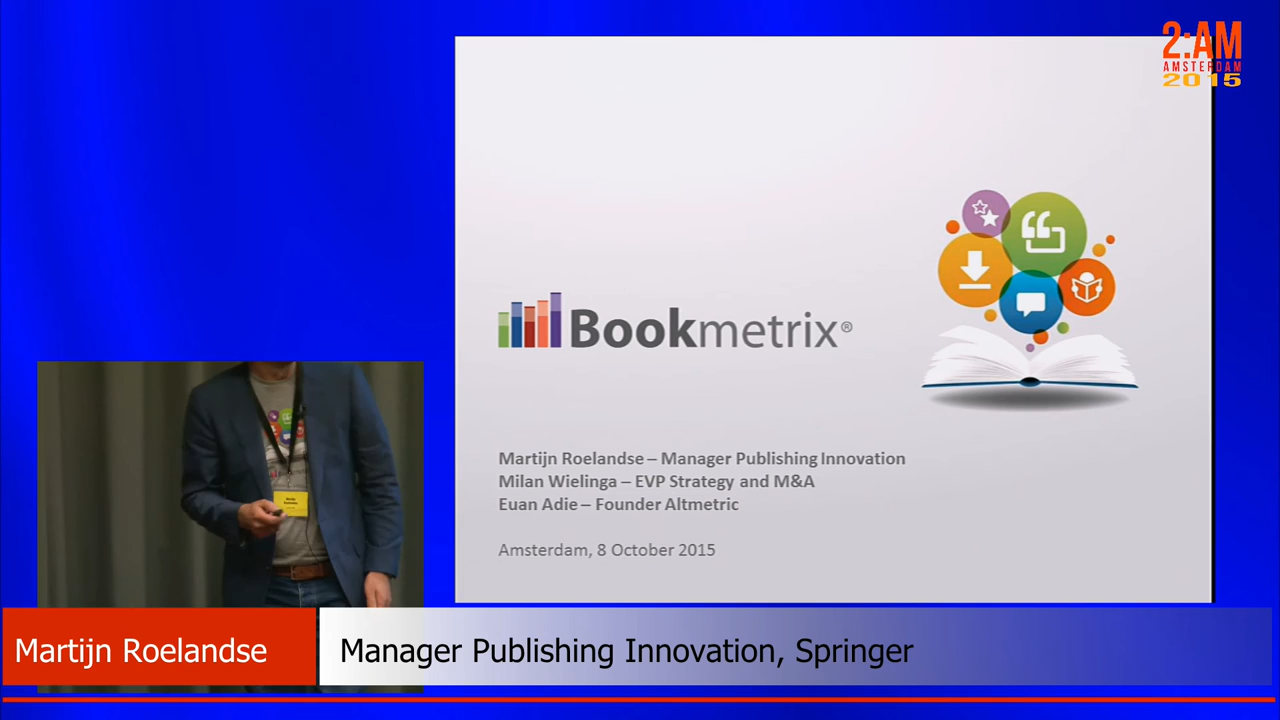 2:AM
AMSTERDAM
2015
Bookmetrix®
Martijn Roelandse – Manager Publishing Innovation
Milan Wielinga – EVP Strategy and M&A
Euan Adie – Founder Altmetric
Amsterdam, 8 October 2015
Martijn Roelandse
Manager Publishing Innovation, Springer